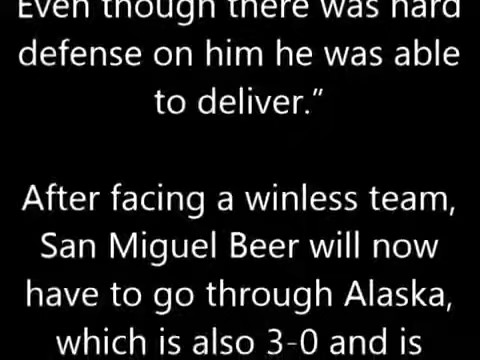 Even though there was hard
defense on him he was able
to deliver.”
After facing a winless team,
San Miguel Beer will now
have to go through Alaska,
which is also 3-0 and is